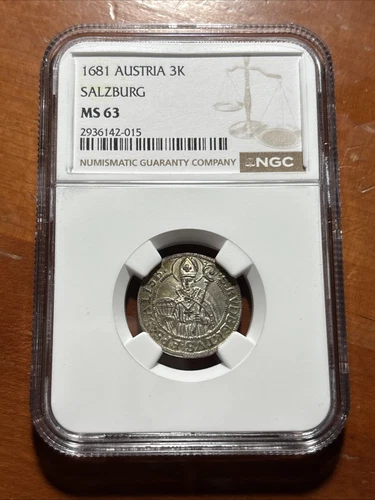 1681 AUSTRIA 3K
SALZBURG
MS 63
2936142-015
NUMISMATIC GUARANTY COMPANY NGC